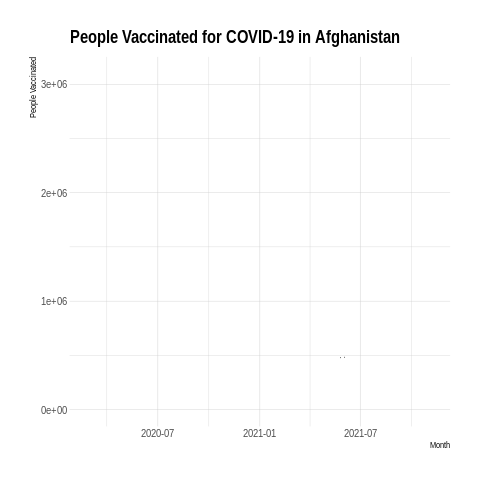 People Vaccinated for COVID-19 in Afghanistan
People Vaccinated
3e+06
2e+06
1e+06
0e+00
2020-07 2021-01 2021-07
Month